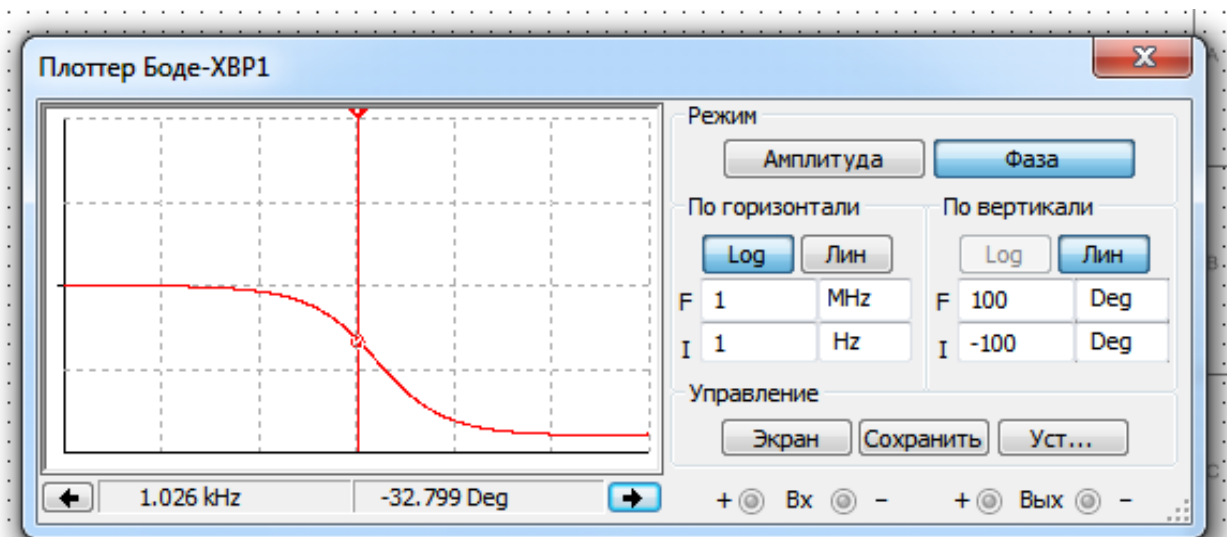 Плоттер Боде-XBP1
X
Режим
Амплитуда Фаза
По горизонтали По вертикали
Log Лин Log Лин
F 1 MHz F 100 Deg
I 1 Hz I -100 Deg
Управление
Экран Сохранить Уст...
1.026 kHz -32.799 Deg + Вх - + Вых -
A
B
C